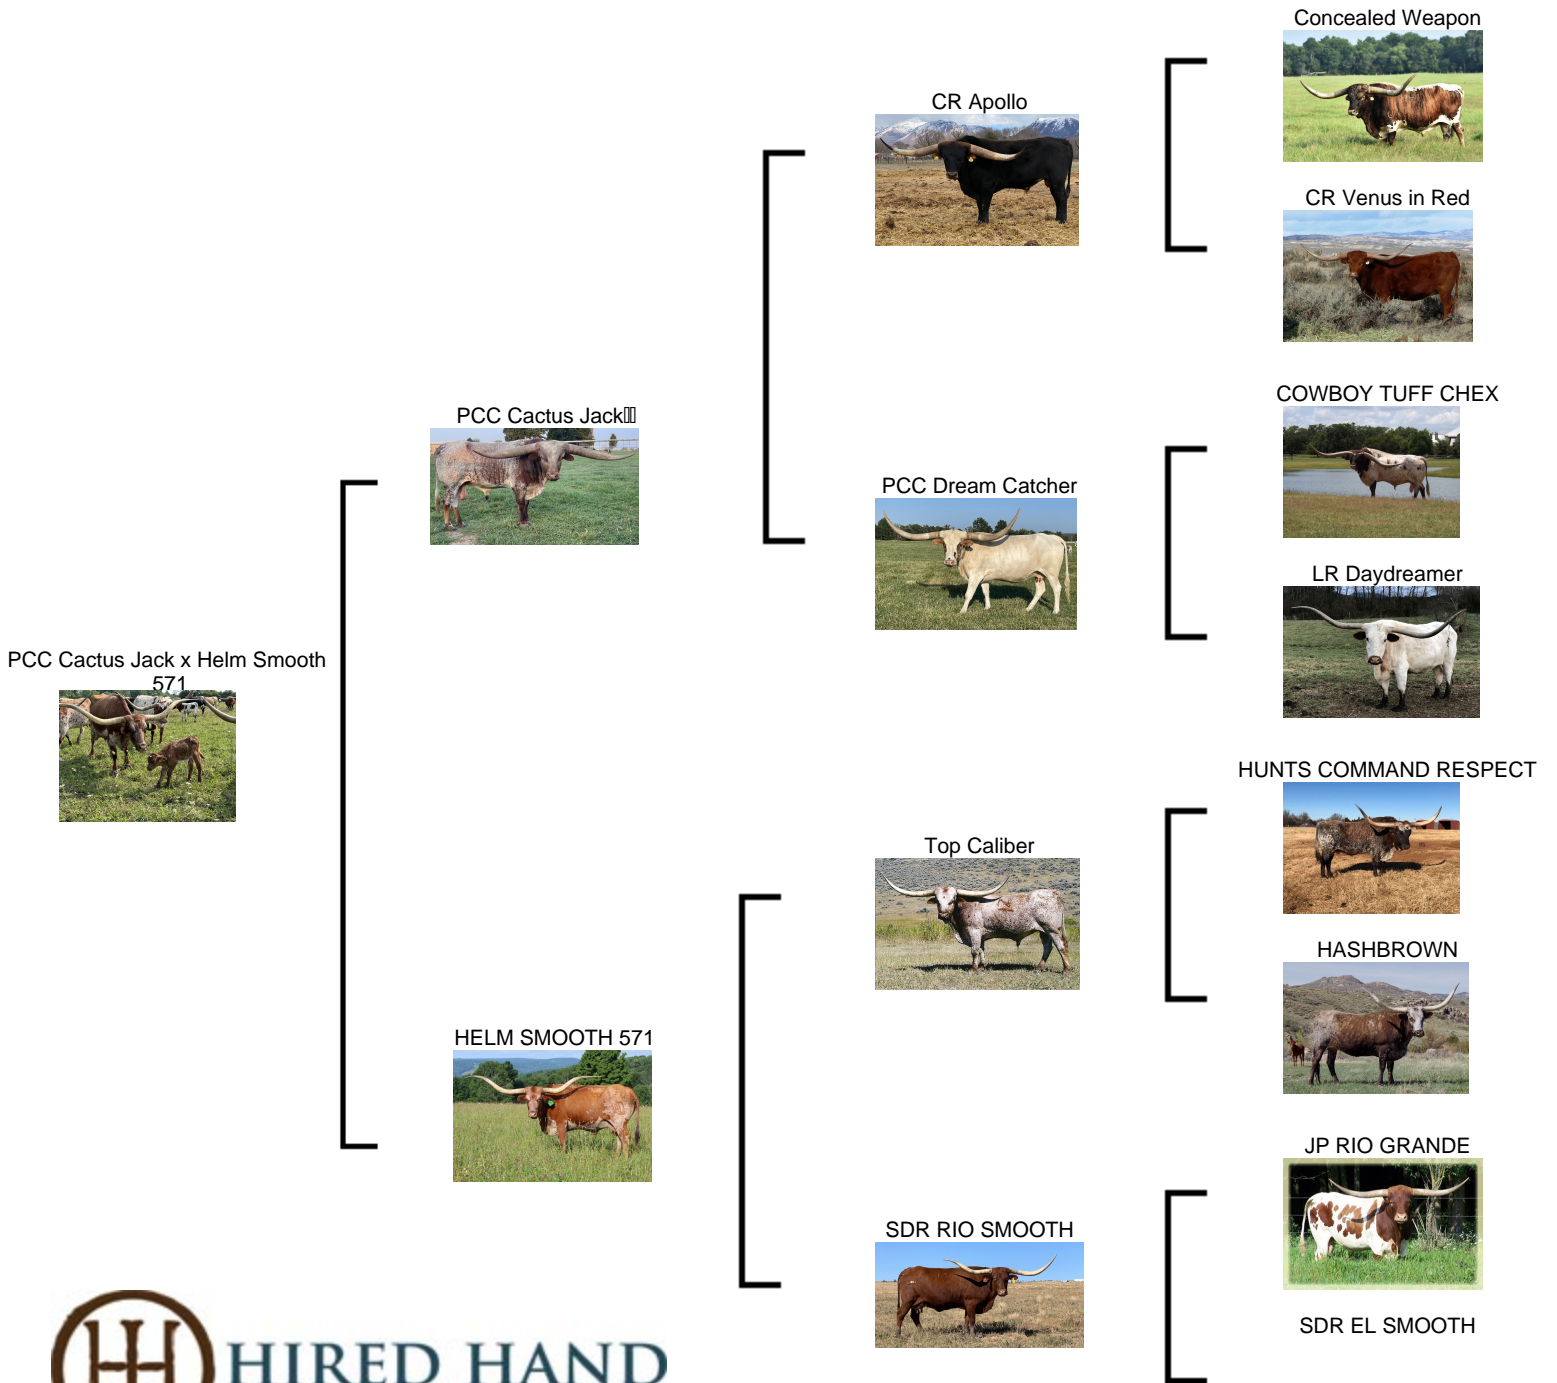 Concealed Weapon
CR Apollo
CR Venus in Red
COWBOY TUFF CHEX
PCC Cactus Jack
PCC Dream Catcher
LR Daydreamer
PCC Cactus Jack x Helm Smooth
571
HUNTS COMMAND RESPECT
Top Caliber
HASHBROWN
HELM SMOOTH 571
JP RIO GRANDE
SDR RIO SMOOTH
SDR EL SMOOTH
HIRED HAND